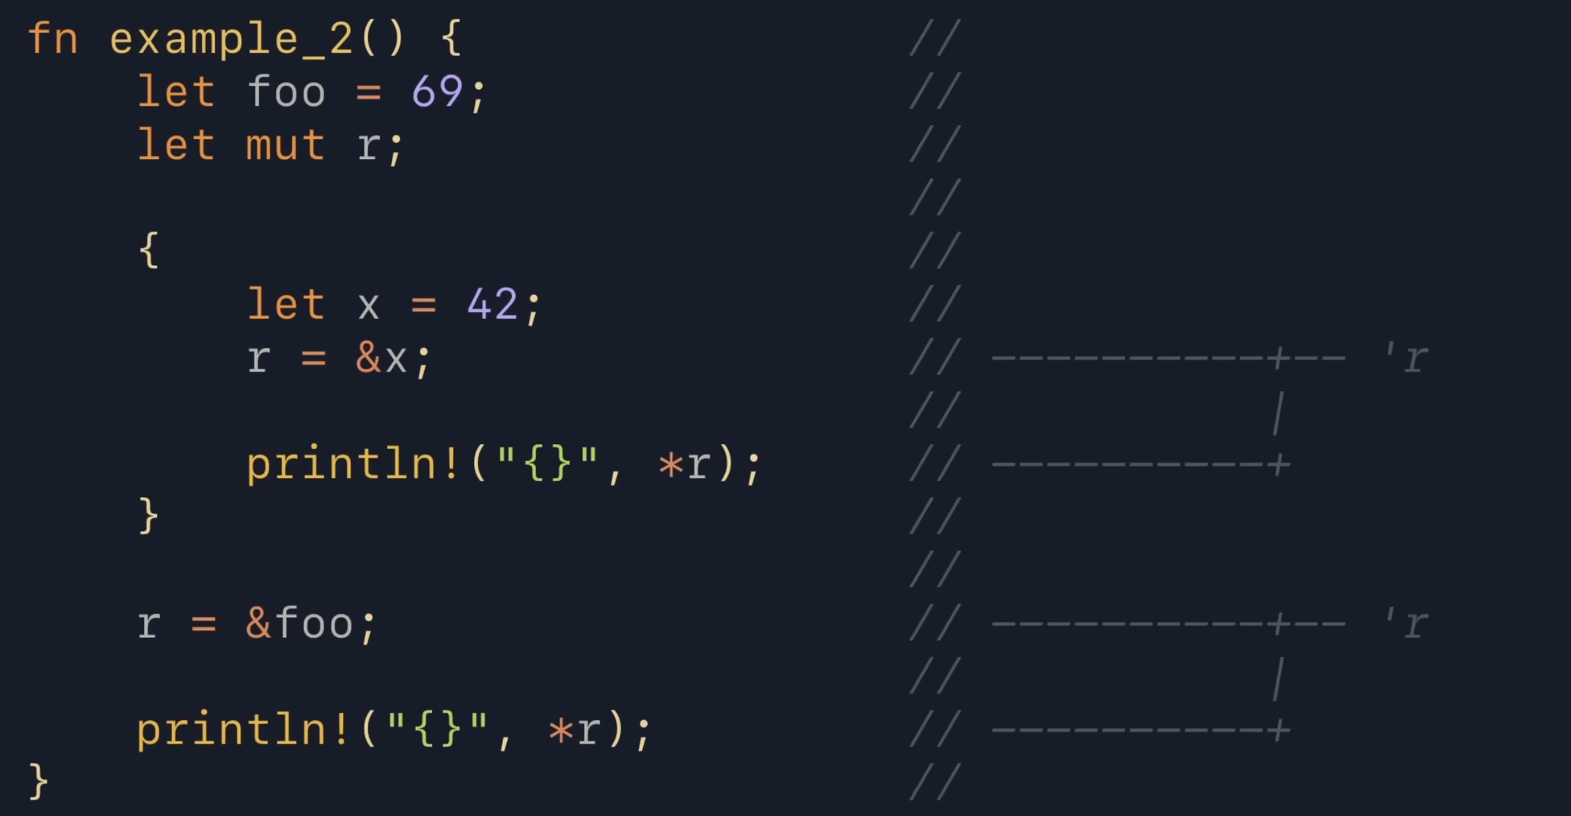 fn example_2() {                 //
    let foo = 69;                //
    let mut r;                   //
                                 //
    {                            //
        let x = 42;              //
        r = &x;                  // ----------+-- 'r
                                 //           |
        println!("{}", *r);      // ----------+
    }                            //
                                 //
    r = &foo;                    // ----------+-- 'r
                                 //           |
    println!("{}", *r);          // ----------+
}                                //